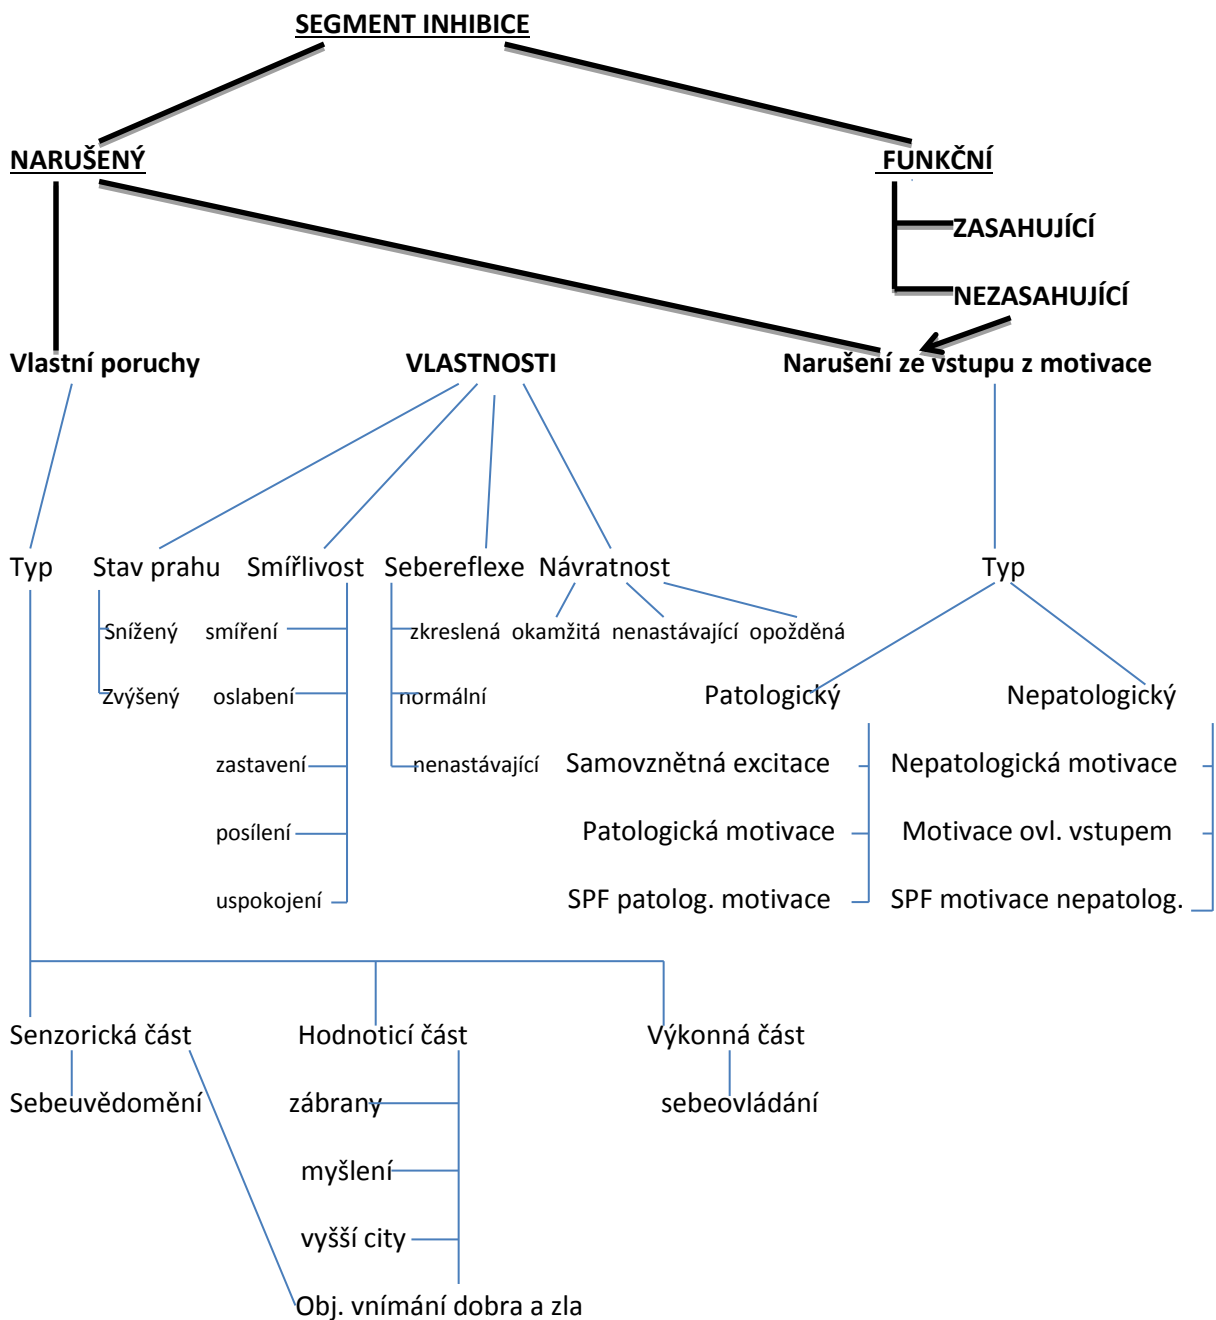 SEGMENT INHIBICE
NARUŠENÝ FUNKČNÍ
ZASAHUJÍCÍ
NEZASAHUJÍCÍ
Vlastní poruchy VLASTNOSTI Narušení ze vstupu z motivace
Typ Stav prahu Smířlivost Sebereflexe Návratnost Typ
Snížený smíření zkreslená okamžitá nenastávající opožděná
Zvýšený oslabení normální Patologický Nepatologický
zastavení nenastávající Samovznětná excitace Nepatologická motivace
posílení Patologická motivace Motivace ovl. vstupem
uspokojení SPF patolog. motivace SPF motivace nepatolog.
Senzorická část Hodnoticí část Výkonná část
Sebeuvědomění zábrany sebeovládání
myšlení
vyšší city
Obj. vnímání dobra a zla